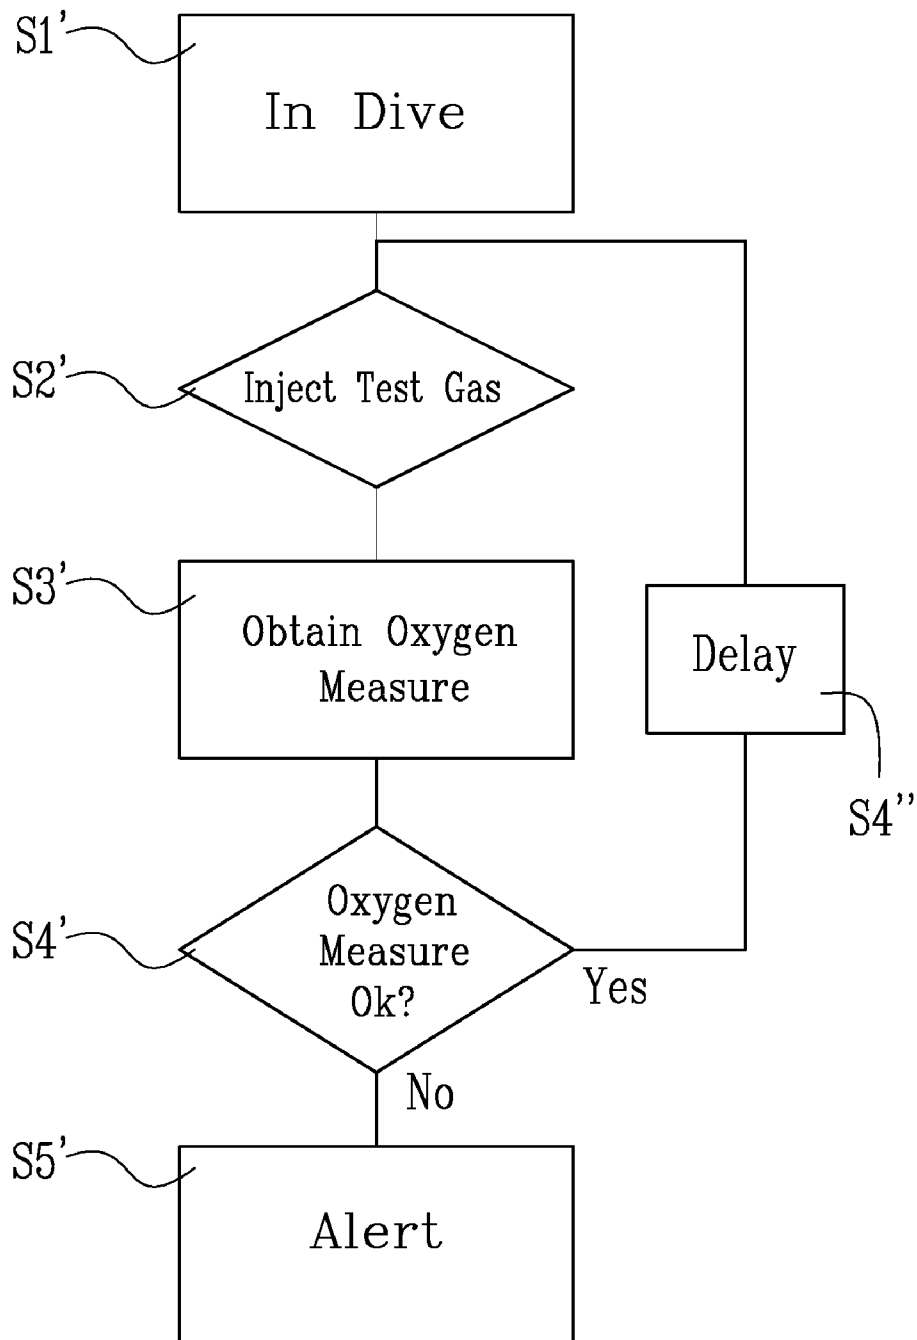 S1'
In Dive
S2'
Inject Test Gas
S3'
Obtain Oxygen
Measure
Delay
S4''
S4'
Oxygen
Measure
Ok?
Yes
No
S5'
Alert